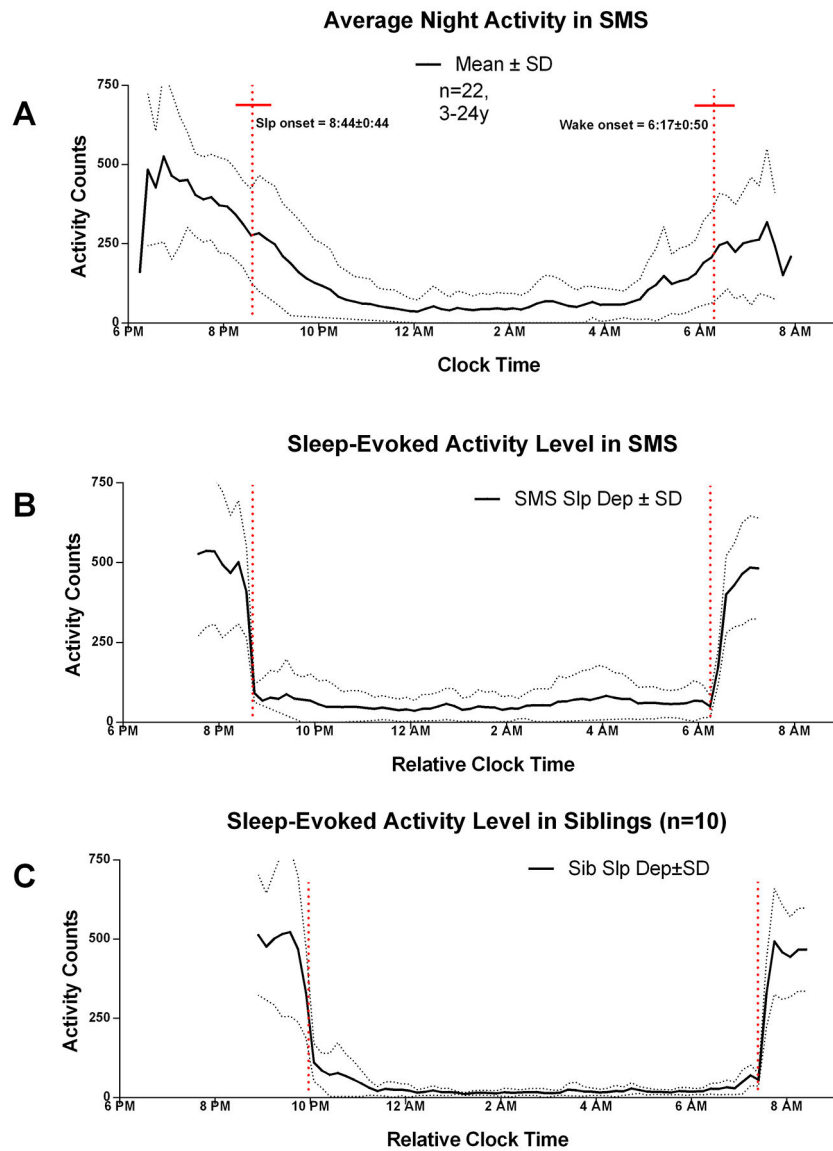 Average Night Activity in SMS
A
Mean ± SD
n=22,
3-24y
Slp onset = 8:44±0:44
Wake onset = 6:17±0:50
750
500
250
0
Activity Counts
6 PM 8 PM 10 PM 12 AM 2 AM 4 AM 6 AM 8 AM
Clock Time
Sleep-Evoked Activity Level in SMS
B
SMS Slp Dep ± SD
750
500
250
0
Activity Counts
6 PM 8 PM 10 PM 12 AM 2 AM 4 AM 6 AM 8 AM
Relative Clock Time
Sleep-Evoked Activity Level in Siblings (n=10)
C
Sib Slp Dep±SD
750
500
250
0
Activity Counts
6 PM 8 PM 10 PM 12 AM 2 AM 4 AM 6 AM 8 AM
Relative Clock Time